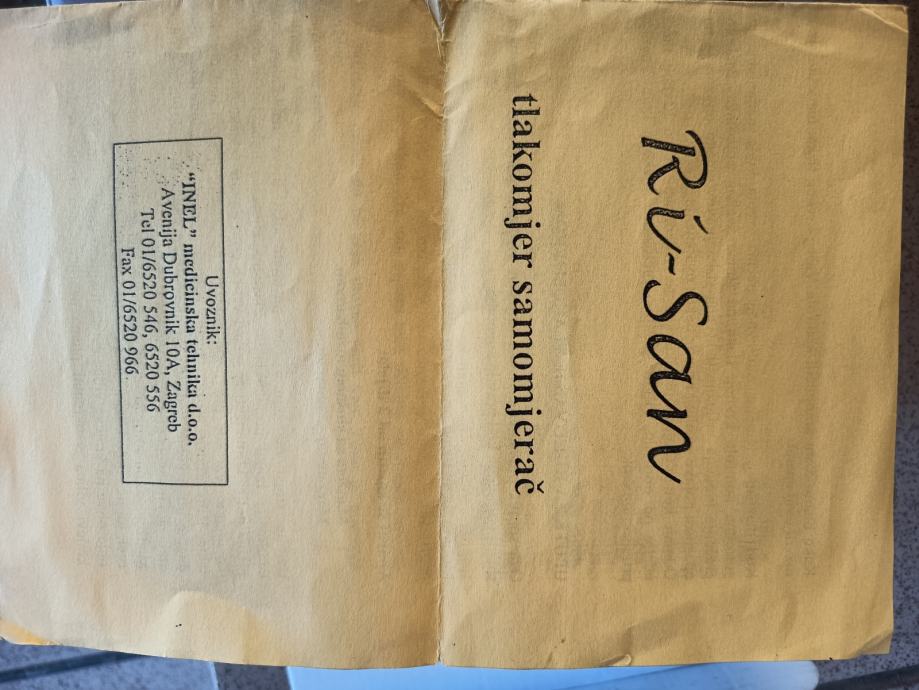 Ri-San
tlakomjer samomjerač
Uvoznik:
“INEL” medicinska tehnika d.o.o.
Avenija Dubrovnik 10A, Zagreb
Tel 01/6520 546, 6520 556
Fax 01/6520 966